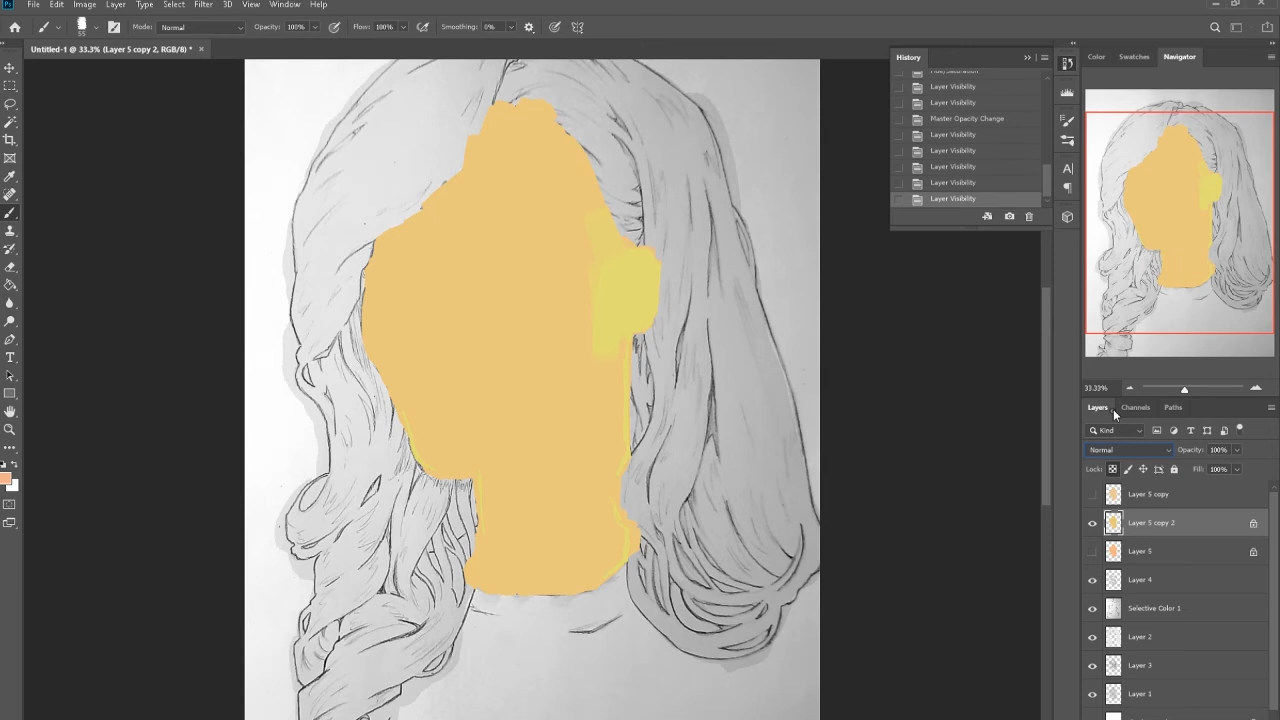 Ps File Edit Image Layer Type Select Filter 3D View Window Help
59 Mode: Normal Opacity: 100% Flow: 100% Smoothing: 0%
Untitled-1 @ 33.3% (Layer 5 copy 2, RGB/8) * ×
History
Color Swatches Navigator
Hue/Saturation
Layer Visibility
Layer Visibility
Master Opacity Change
Layer Visibility
Layer Visibility
Layer Visibility
Layer Visibility
Layer Visibility
33.33%
Layers Channels Paths
Kind
Normal Opacity: 100%
Lock: Fill: 100%
Layer 5 copy
Layer 5 copy 2
Layer 5
Layer 4
Selective Color 1
Layer 2
Layer 3
Layer 1